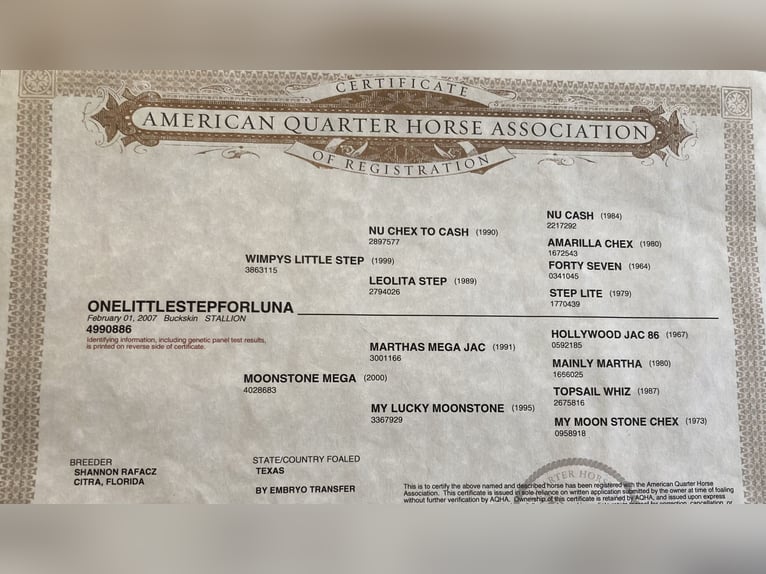 CERTIFICATE
AMERICAN QUARTER HORSE ASSOCIATION
OF REGISTRATION
NU CASH (1984)
2217292
NU CHEX TO CASH (1990)
2897577
AMARILLA CHEX (1980)
1672543
WIMPYS LITTLE STEP (1999)
3863115
FORTY SEVEN (1964)
0341045
LEOLITA STEP (1989)
2794026
STEP LITE (1979)
1770439
ONELITTLESTEPFORLUNA
February 01, 2007 Buckskin STALLION
4990886
Identifying information, including genetic panel test results,
is printed on reverse side of certificate.
HOLLYWOOD JAC 86 (1967)
0592185
MARTHAS MEGA JAC (1991)
3001166
MAINLY MARTHA (1980)
1656025
MOONSTONE MEGA (2000)
4028683
TOPSAIL WHIZ (1987)
2675816
MY LUCKY MOONSTONE (1995)
3367929
MY MOON STONE CHEX (1973)
0958918
BREEDER
SHANNON RAFACZ
CITRA, FLORIDA
STATE/COUNTRY FOALED
TEXAS
BY EMBRYO TRANSFER
TER HOR
This is to certify the above named and described horse has been registered with the American Quarter Horse
Association. This certificate is issued in sole reliance on written application submitted by the owner at time of foaling
without further verification by AQHA. Ownership of this certificate is retained by AQHA, and issued upon express